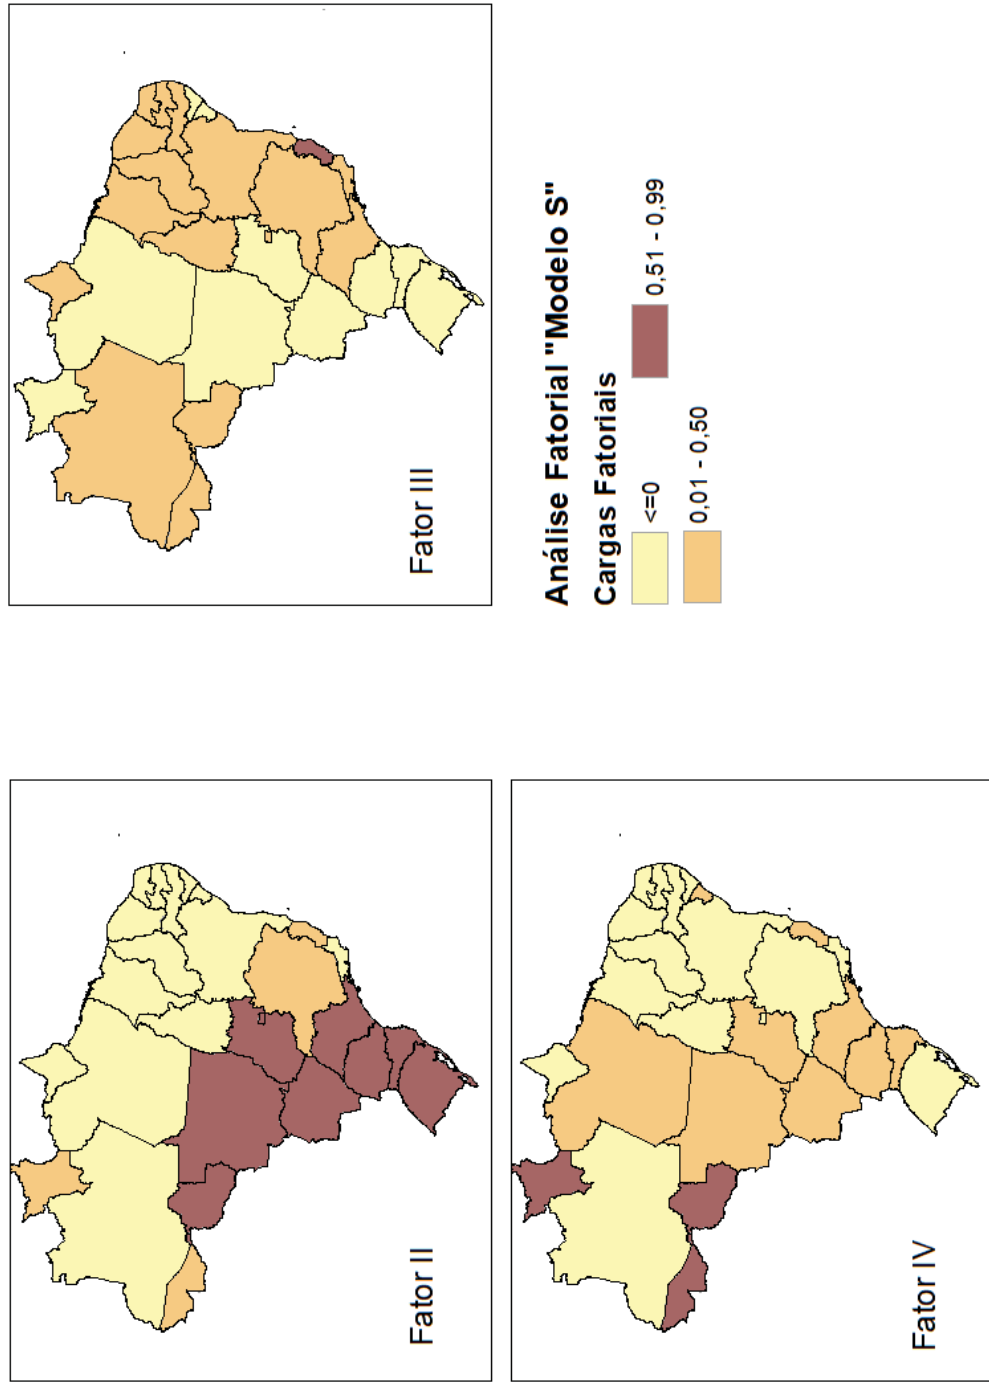 Fator II
Fator III
Fator IV
Análise Fatorial "Modelo S"
Cargas Fatoriais
<=0
0,01 - 0,50
0,51 - 0,99